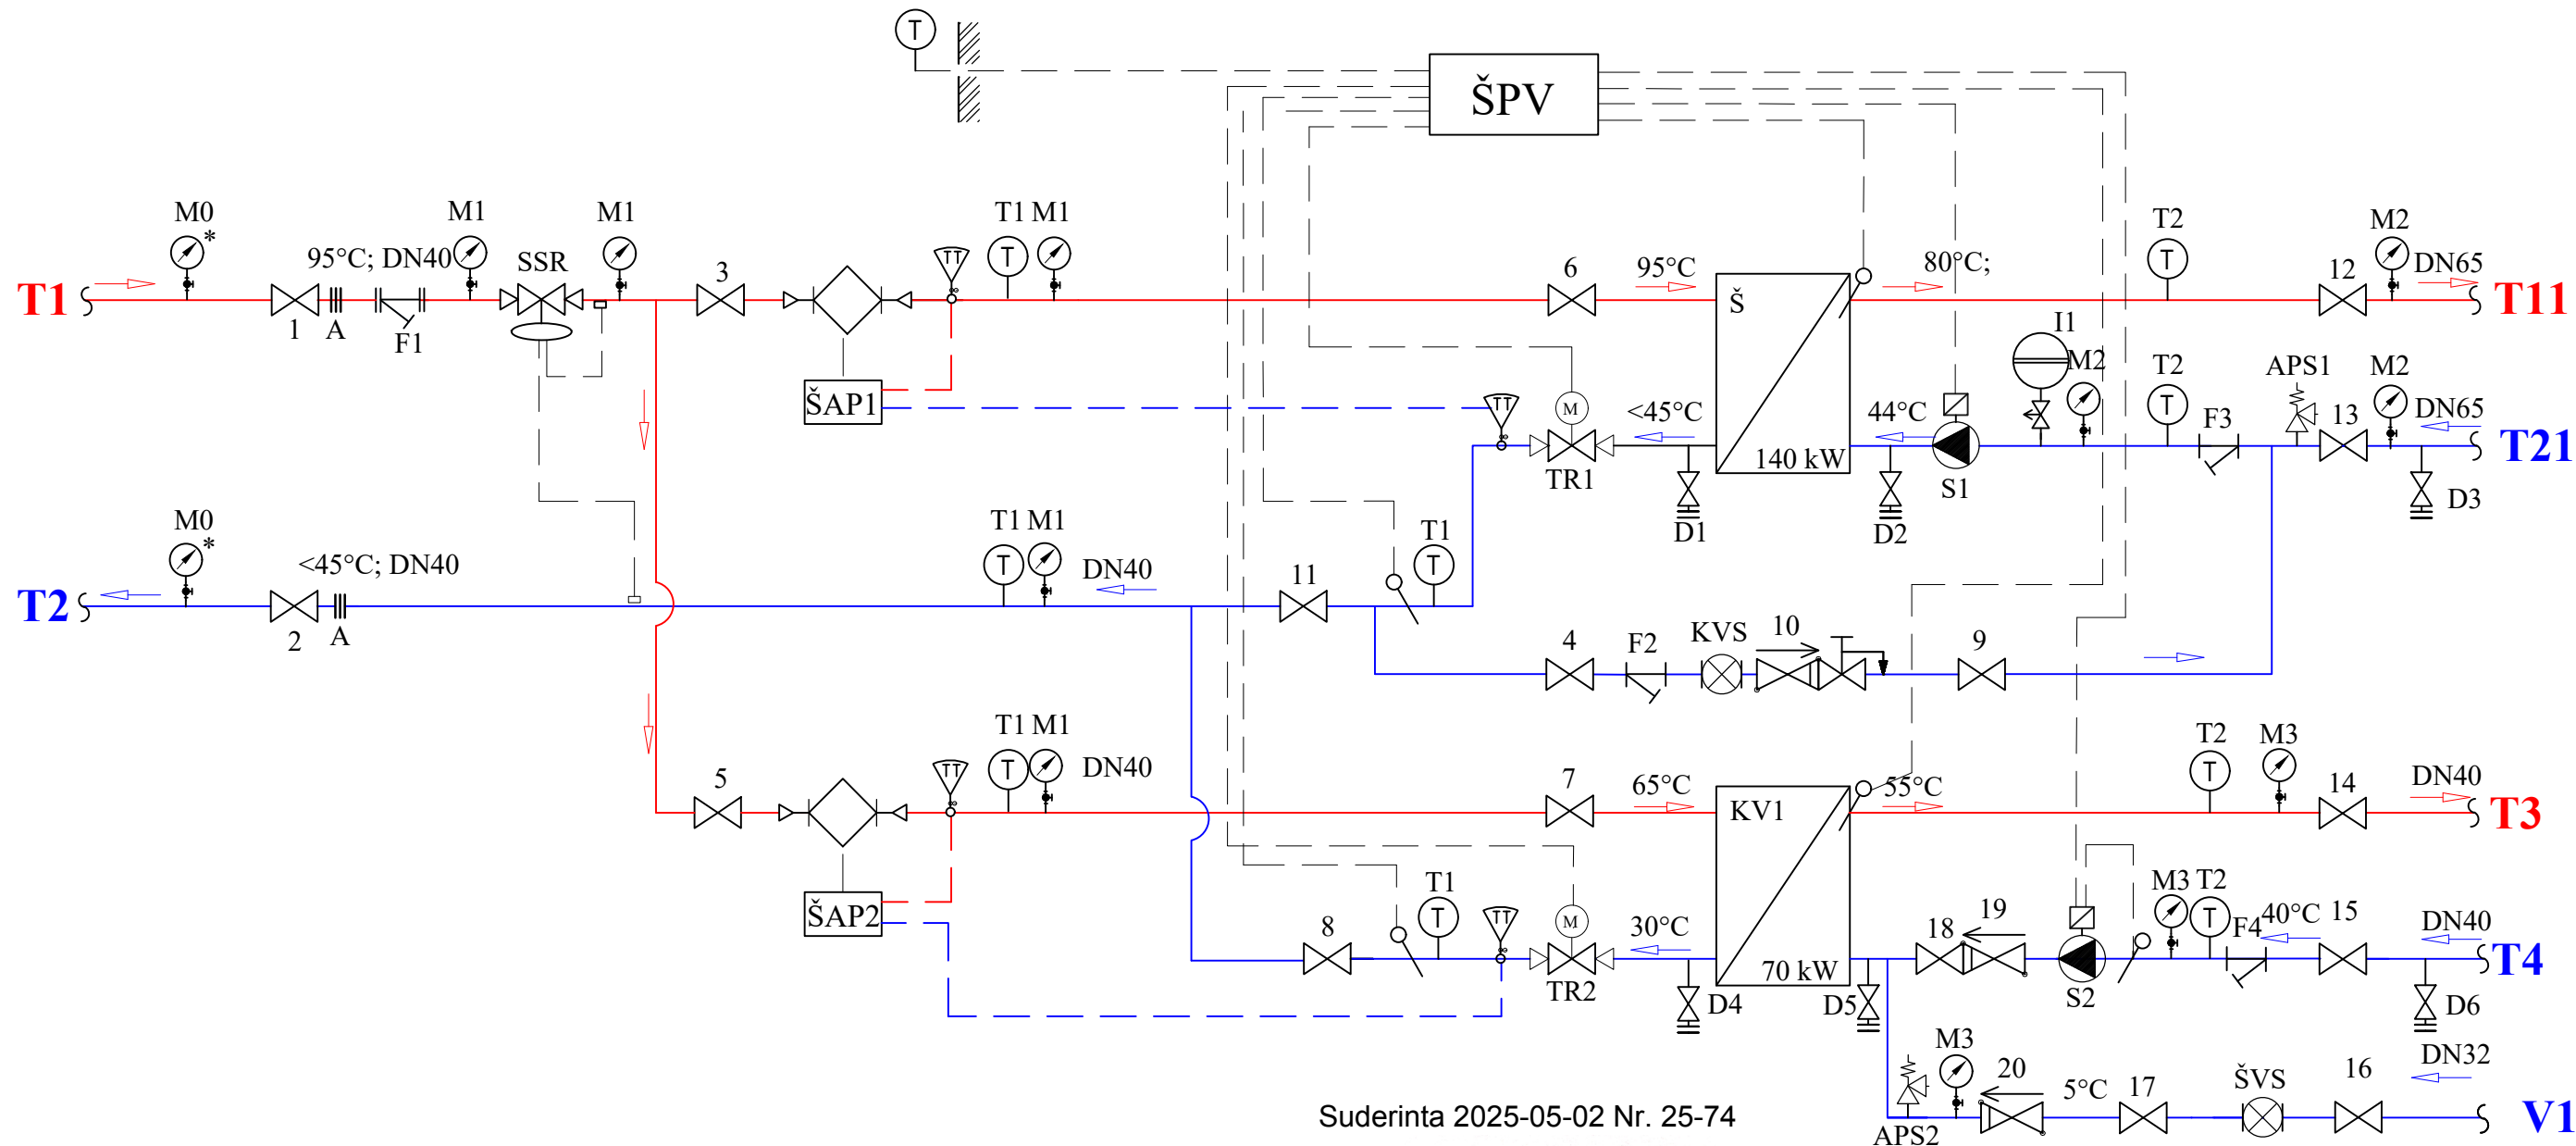 T
ŠPV
M0
*
95°C; DN40
M1
SSR
M1
3
TT
T1 M1
T
6
95°C
Š
80°C;
T2
T
12
M2
DN65
T1
T11
1
A
F1
ŠAP1
TT
M
TR1
<45°C
140 kW
44°C
S1
I1
M2
T2
T
F3
APS1
13
M2
DN65
T21
D1
D2
D3
M0
*
<45°C; DN40
T1 M1
T
DN40
11
T1
T
T2
2
A
4
F2
KVS
10
9
5
TT
T1 M1
T
DN40
7
65°C
KV1
55°C
T2
T
M3
14
DN40
T3
ŠAP2
8
T1
T
TT
M
TR2
30°C
70 kW
18
19
S2
M3
T2
T
F4
40°C
15
DN40
T4
D4
D5
D6
APS2
M3
20
5°C
17
ŠVS
16
DN32
V1
Suderinta 2025-05-02 Nr. 25-74